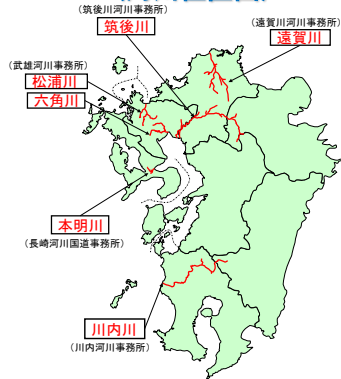 (筑後川河川事務所)
筑後川
(遠賀川河川事務所)
遠賀川
(武雄河川事務所)
松浦川
六角川
本明川
(長崎河川国道事務所)
川内川
(川内河川事務所)